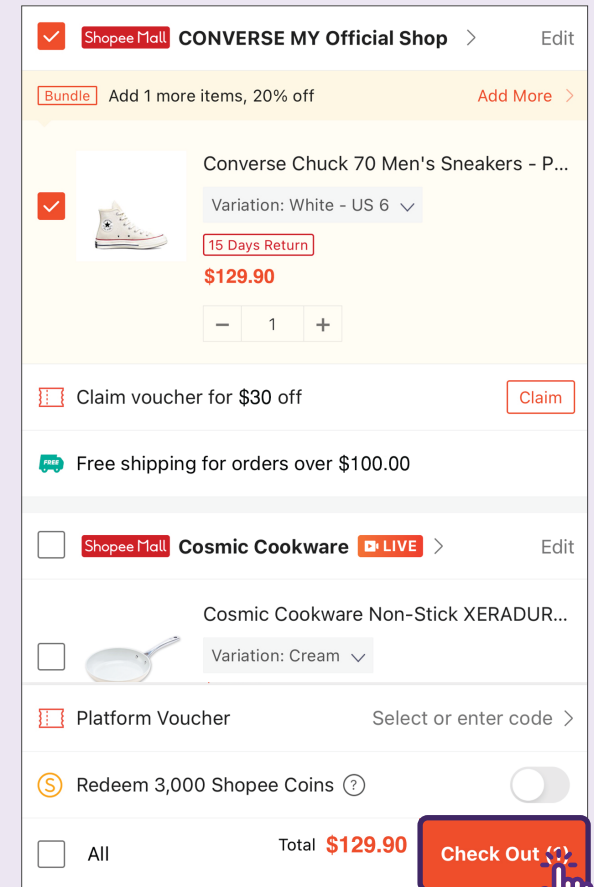 Shopee Mall CONVERSE MY Official Shop Edit
Bundle Add 1 more items, 20% off Add More
Converse Chuck 70 Men's Sneakers - P...
Variation: White - US 6
15 Days Return
$129.90
1
Claim voucher for $30 off Claim
FREE Free shipping for orders over $100.00
Shopee Mall Cosmic Cookware LIVE Edit
Cosmic Cookware Non-Stick XERADUR...
Variation: Cream
Platform Voucher Select or enter code
S Redeem 3,000 Shopee Coins ?
All Total $129.90 Check Out (1)